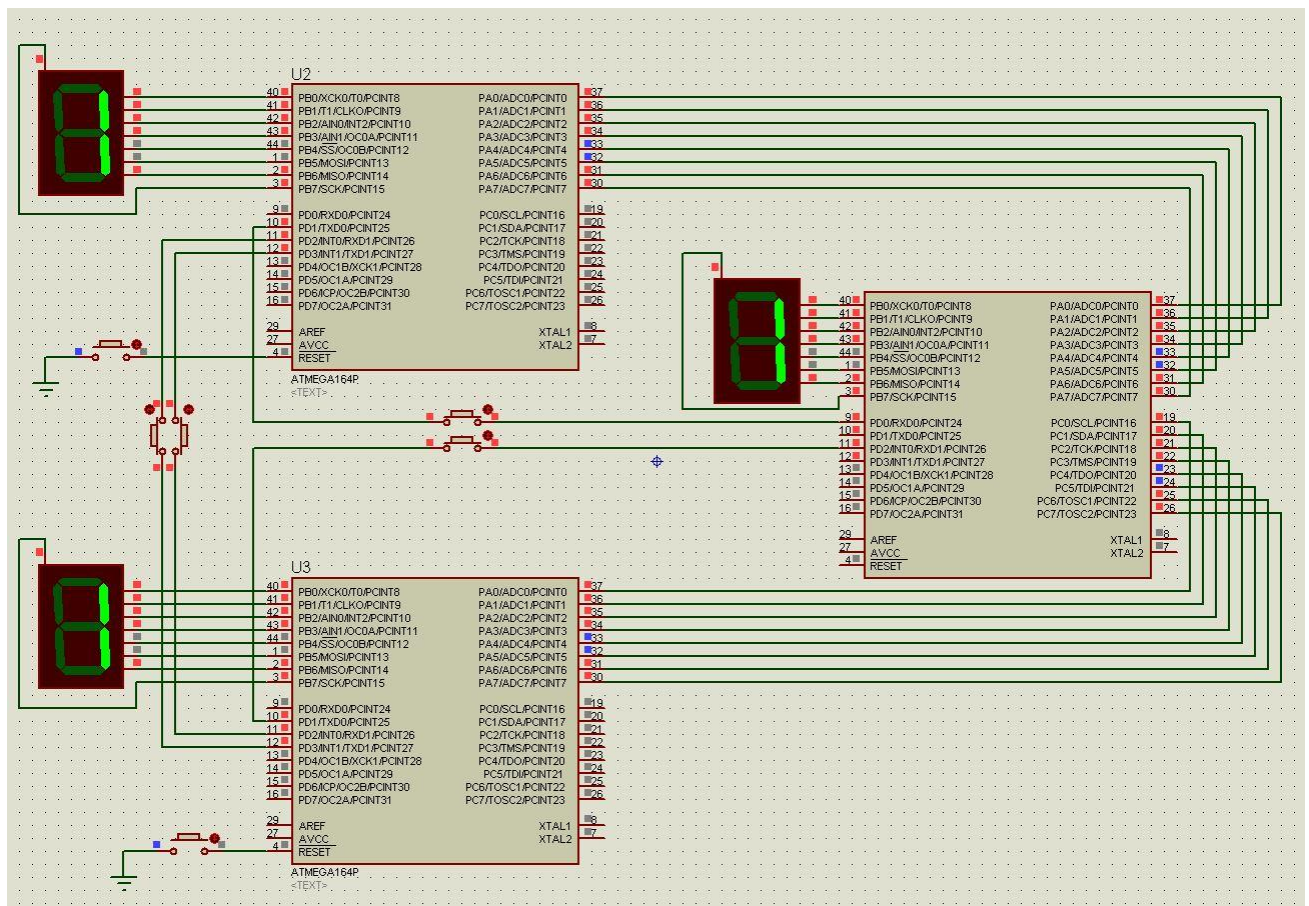 U2
40 PB0/XCK0/T0/PCINT8 PA0/ADC0/PCINT0 37
41 PB1/T1/CLKO/PCINT9 PA1/ADC1/PCINT1 36
42 PB2/AIN0/INT2/PCINT10 PA2/ADC2/PCINT2 35
43 PB3/AIN1/OC0A/PCINT11 PA3/ADC3/PCINT3 34
44 PB4/SS/OC0B/PCINT12 PA4/ADC4/PCINT4 33
1 PB5/MOSI/PCINT13 PA5/ADC5/PCINT5 32
2 PB6/MISO/PCINT14 PA6/ADC6/PCINT6 31
3 PB7/SCK/PCINT15 PA7/ADC7/PCINT7 30
9 PD0/RXD0/PCINT24 PC0/SCL/PCINT16 19
10 PD1/TXD0/PCINT25 PC1/SDA/PCINT17 20
11 PD2/INT0/RXD1/PCINT26 PC2/TCK/PCINT18 21
12 PD3/INT1/TXD1/PCINT27 PC3/TMS/PCINT19 22
13 PD4/OC1B/XCK1/PCINT28 PC4/TDO/PCINT20 23
14 PD5/OC1A/PCINT29 PC5/TDI/PCINT21 24
15 PD6/ICP/OC2B/PCINT30 PC6/TOSC1/PCINT22 25
16 PD7/OC2A/PCINT31 PC7/TOSC2/PCINT23 26
29 AREF XTAL1 8
27 AVCC XTAL2 7
4 RESET
ATMEGA164P
<TEXT>
40 PB0/XCK0/T0/PCINT8 PA0/ADC0/PCINT0 37
41 PB1/T1/CLKO/PCINT9 PA1/ADC1/PCINT1 36
42 PB2/AIN0/INT2/PCINT10 PA2/ADC2/PCINT2 35
43 PB3/AIN1/OC0A/PCINT11 PA3/ADC3/PCINT3 34
44 PB4/SS/OC0B/PCINT12 PA4/ADC4/PCINT4 33
1 PB5/MOSI/PCINT13 PA5/ADC5/PCINT5 32
2 PB6/MISO/PCINT14 PA6/ADC6/PCINT6 31
3 PB7/SCK/PCINT15 PA7/ADC7/PCINT7 30
9 PD0/RXD0/PCINT24 PC0/SCL/PCINT16 19
10 PD1/TXD0/PCINT25 PC1/SDA/PCINT17 20
11 PD2/INT0/RXD1/PCINT26 PC2/TCK/PCINT18 21
12 PD3/INT1/TXD1/PCINT27 PC3/TMS/PCINT19 22
13 PD4/OC1B/XCK1/PCINT28 PC4/TDO/PCINT20 23
14 PD5/OC1A/PCINT29 PC5/TDI/PCINT21 24
15 PD6/ICP/OC2B/PCINT30 PC6/TOSC1/PCINT22 25
16 PD7/OC2A/PCINT31 PC7/TOSC2/PCINT23 26
29 AREF XTAL1 8
27 AVCC XTAL2 7
4 RESET
U3
40 PB0/XCK0/T0/PCINT8 PA0/ADC0/PCINT0 37
41 PB1/T1/CLKO/PCINT9 PA1/ADC1/PCINT1 36
42 PB2/AIN0/INT2/PCINT10 PA2/ADC2/PCINT2 35
43 PB3/AIN1/OC0A/PCINT11 PA3/ADC3/PCINT3 34
44 PB4/SS/OC0B/PCINT12 PA4/ADC4/PCINT4 33
1 PB5/MOSI/PCINT13 PA5/ADC5/PCINT5 32
2 PB6/MISO/PCINT14 PA6/ADC6/PCINT6 31
3 PB7/SCK/PCINT15 PA7/ADC7/PCINT7 30
9 PD0/RXD0/PCINT24 PC0/SCL/PCINT16 19
10 PD1/TXD0/PCINT25 PC1/SDA/PCINT17 20
11 PD2/INT0/RXD1/PCINT26 PC2/TCK/PCINT18 21
12 PD3/INT1/TXD1/PCINT27 PC3/TMS/PCINT19 22
13 PD4/OC1B/XCK1/PCINT28 PC4/TDO/PCINT20 23
14 PD5/OC1A/PCINT29 PC5/TDI/PCINT21 24
15 PD6/ICP/OC2B/PCINT30 PC6/TOSC1/PCINT22 25
16 PD7/OC2A/PCINT31 PC7/TOSC2/PCINT23 26
29 AREF XTAL1 8
27 AVCC XTAL2 7
4 RESET
ATMEGA164P
<TEXT>